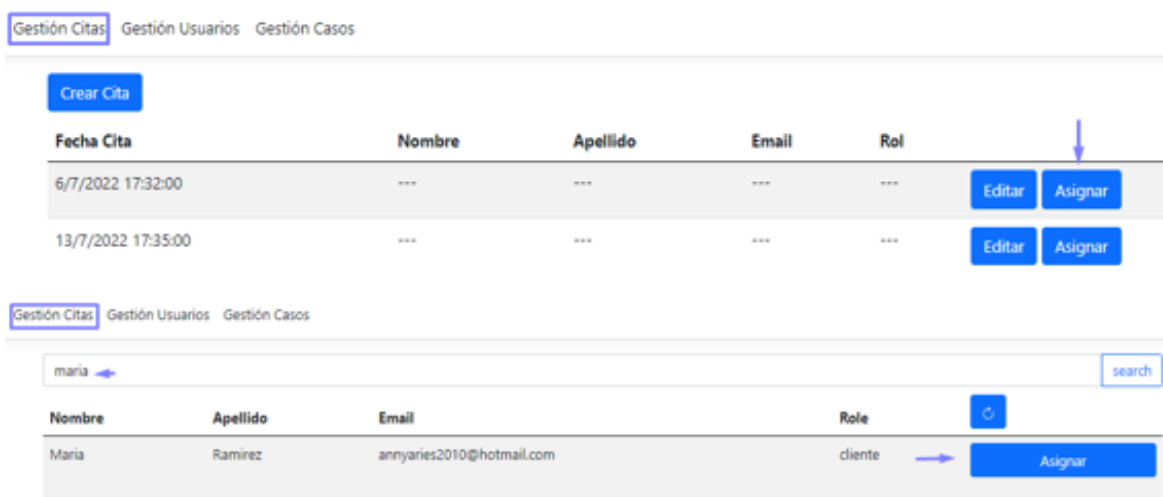 Gestión Citas Gestión Usuarios Gestión Casos
Crear Cita
Fecha Cita Nombre Apellido Email Rol
6/7/2022 17:32:00 --- --- --- --- Editar Asignar
13/7/2022 17:35:00 --- --- --- --- Editar Asignar
Gestión Citas Gestión Usuarios Gestión Casos
maria search
Nombre Apellido Email Role
Maria Ramirez annyaries2010@hotmail.com cliente Asignar